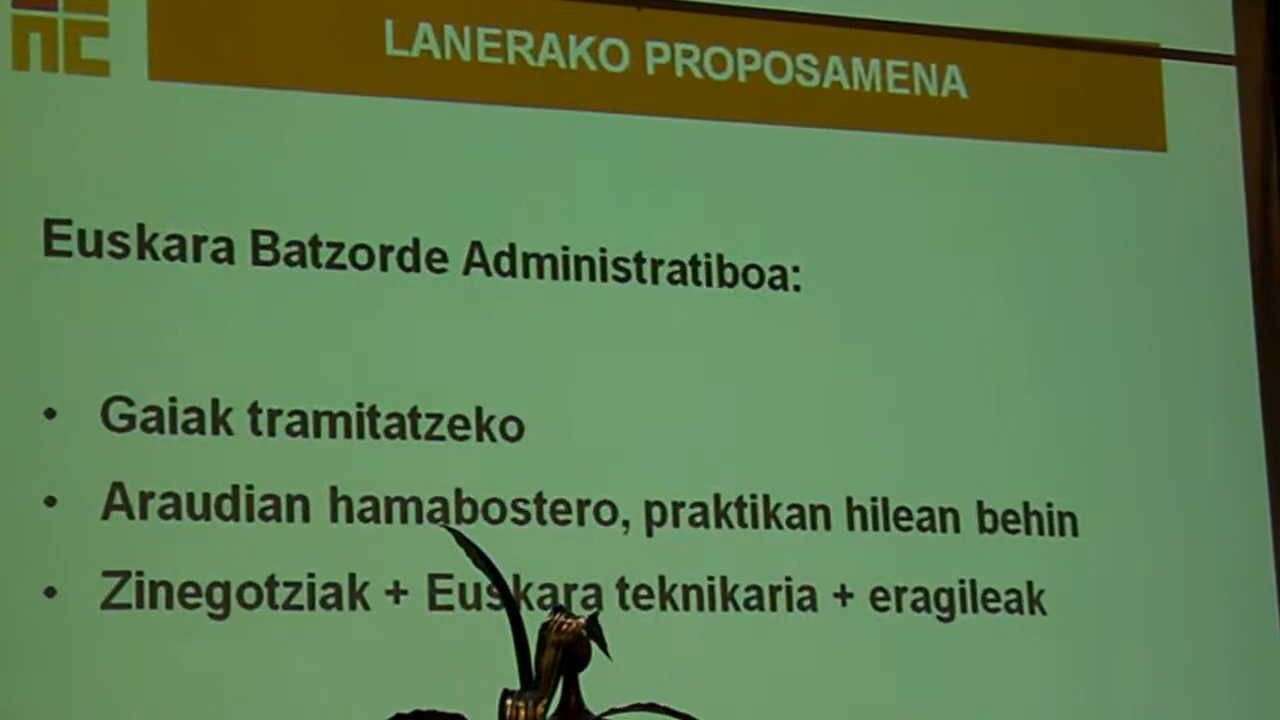 LANERAKO PROPOSAMENA
Euskara Batzorde Administratiboa:
• Gaiak tramitatzeko
• Araudian hamabostero, praktikan hilean behin
• Zinegotziak + Euskara teknikaria + eragileak